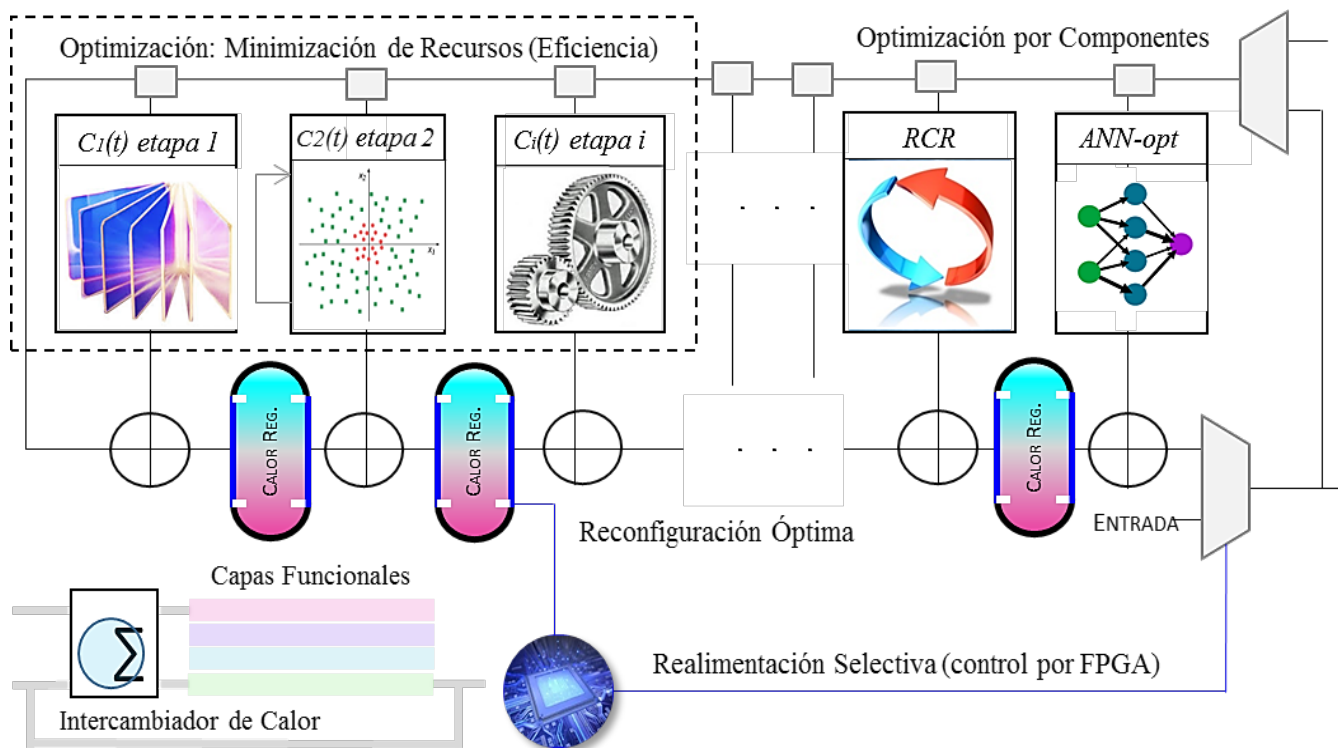 Optimización: Minimización de Recursos (Eficiencia)
Optimización por Componentes
C1(t) etapa 1
C2(t) etapa 2
Ci(t) etapa i
RCR
ANN-opt
x2
x1
. . .
CALOR REG.
CALOR REG.
. . .
CALOR REG.
ENTRADA
Reconfiguración Óptima
Capas Funcionales
Σ
Realimentación Selectiva (control por FPGA)
Intercambiador de Calor